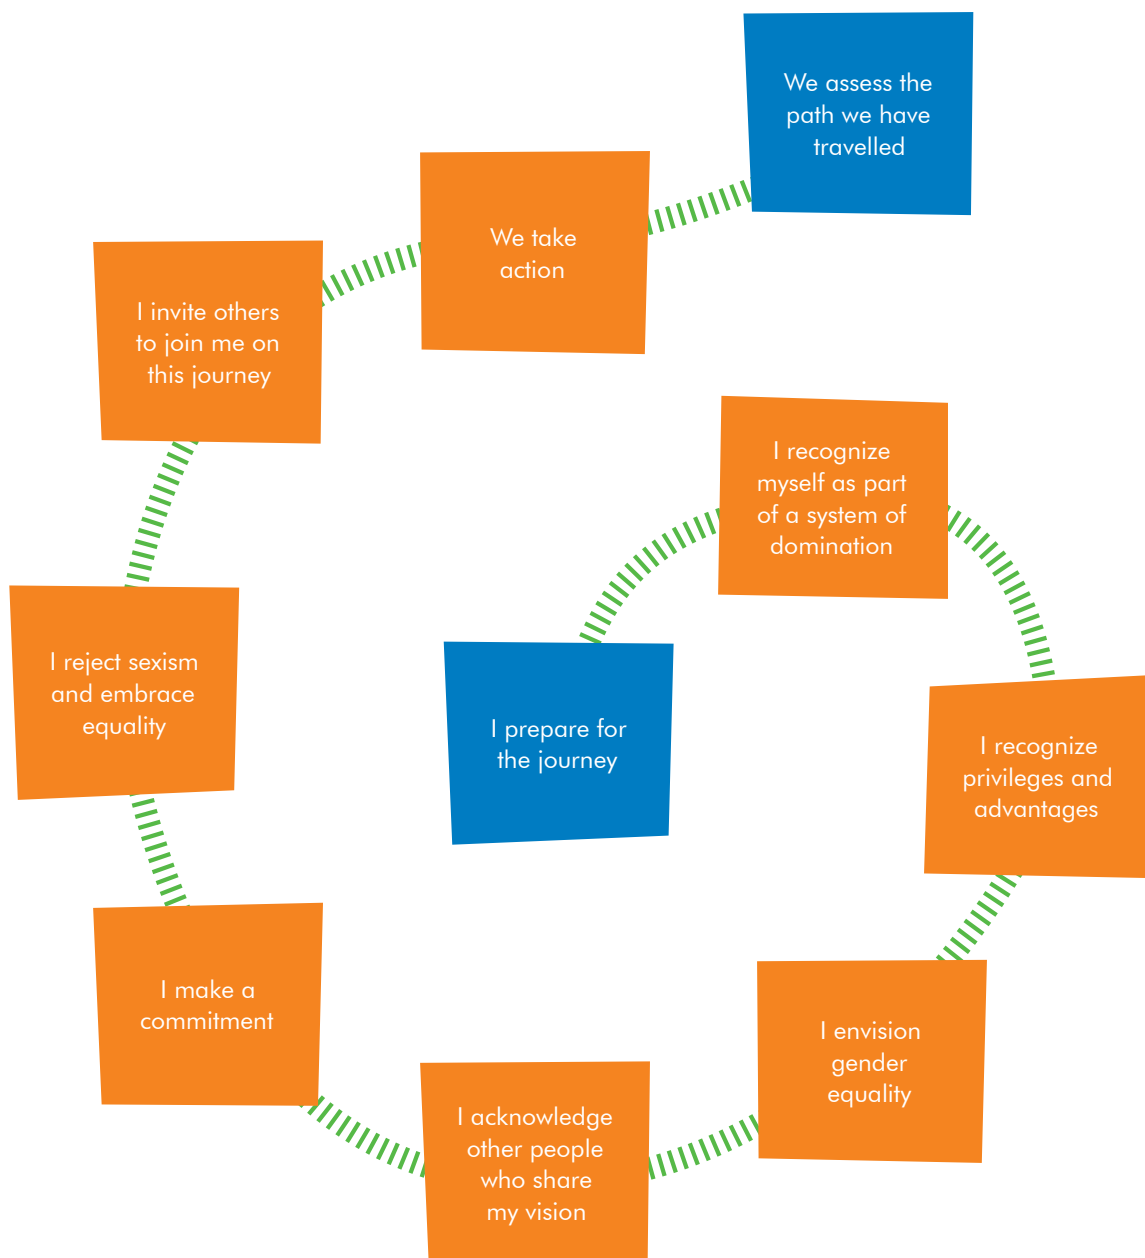 We assess the
path we have
travelled
We take
action
I invite others
to join me on
this journey
I recognize
myself as part
of a system of
domination
I reject sexism
and embrace
equality
I prepare for
the journey
I recognize
privileges and
advantages
I make a
commitment
I envision
gender
equality
I acknowledge
other people
who share
my vision